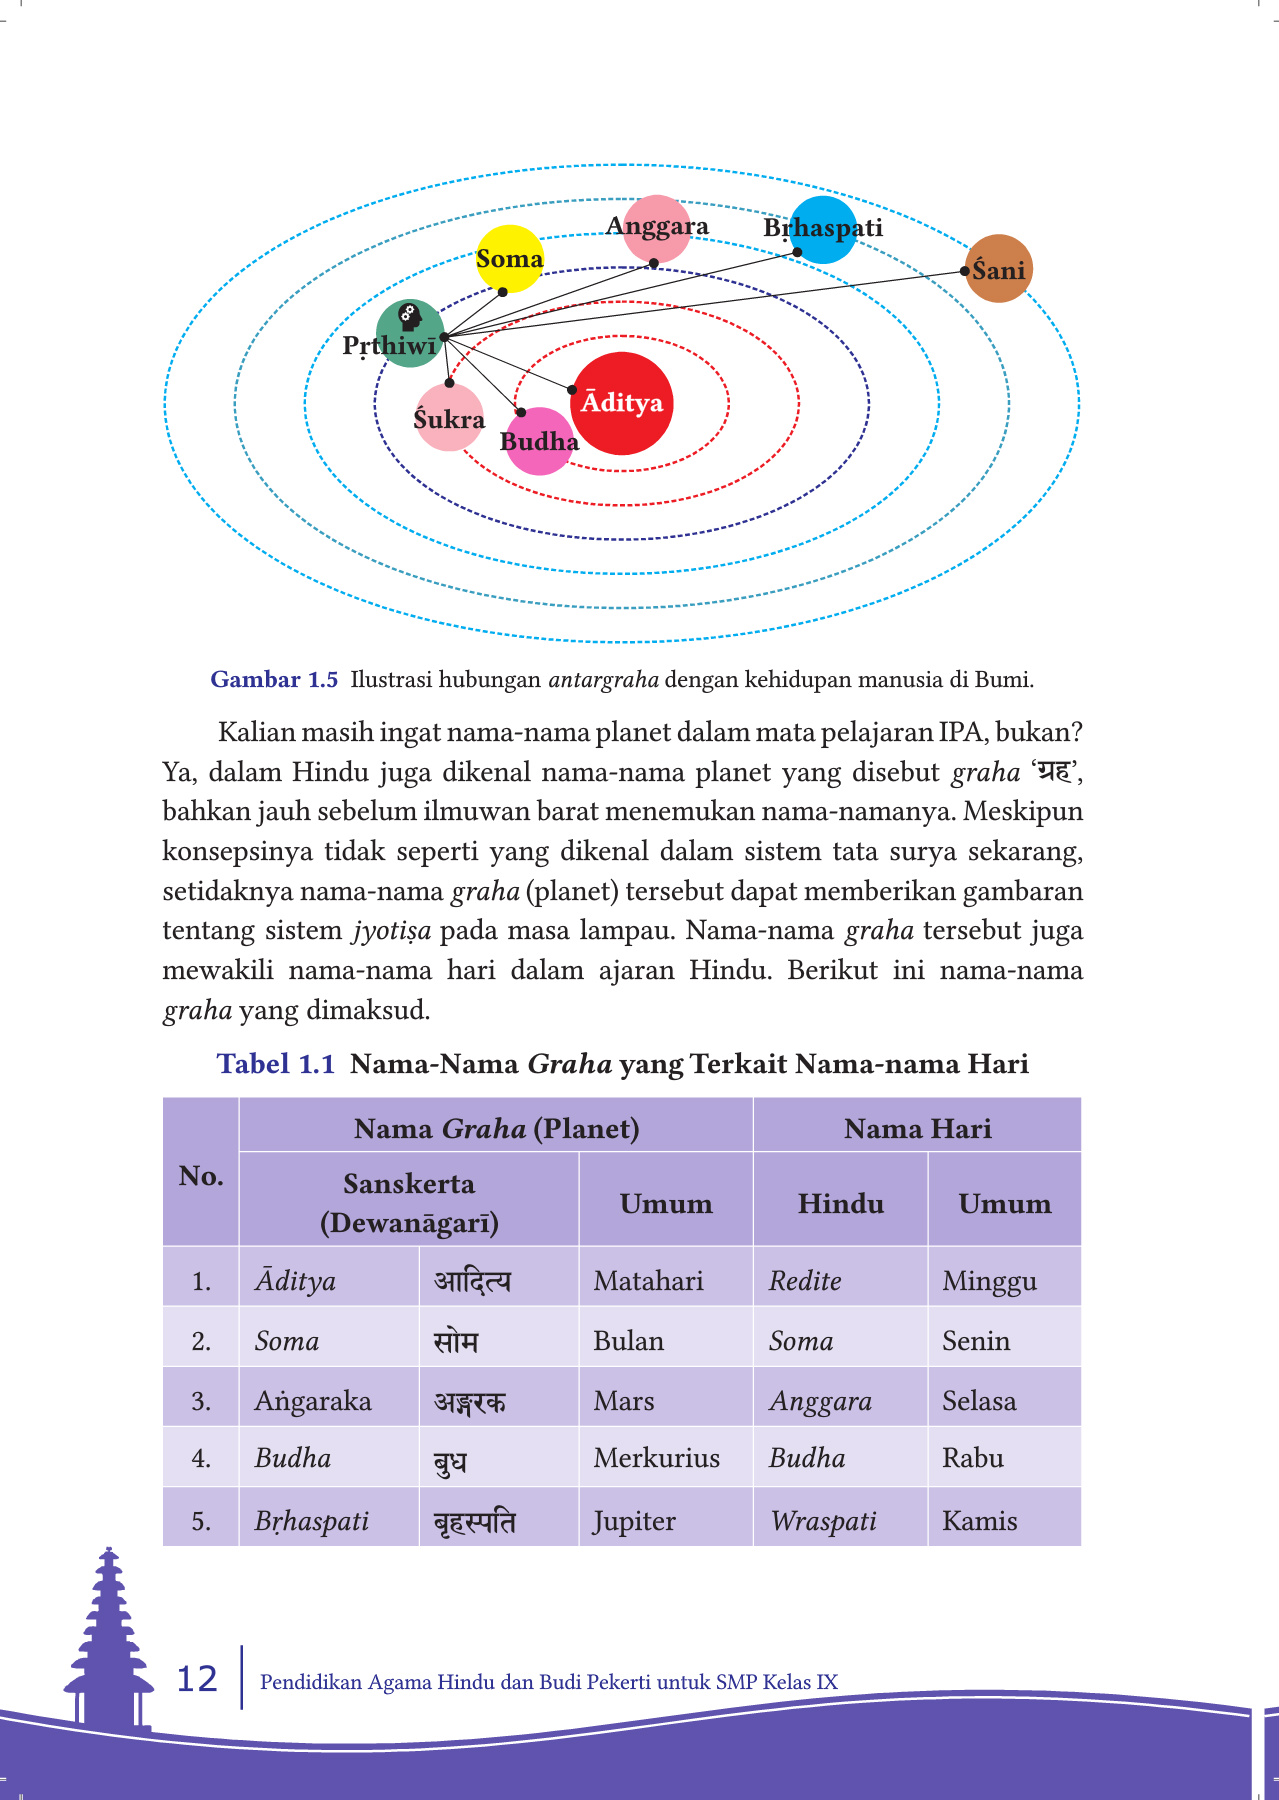 Anggara
Bṛhaspati
Soma
Śani
Pṛthiwī
Āditya
Śukra
Budha
Gambar 1.5 Ilustrasi hubungan antargraha dengan kehidupan manusia di Bumi.
Kalian masih ingat nama-nama planet dalam mata pelajaran IPA, bukan?
Ya, dalam Hindu juga dikenal nama-nama planet yang disebut graha ‘ग्रह’,
bahkan jauh sebelum ilmuwan barat menemukan nama-namanya. Meskipun
konsepsinya tidak seperti yang dikenal dalam sistem tata surya sekarang,
setidaknya nama-nama graha (planet) tersebut dapat memberikan gambaran
tentang sistem jyotiṣa pada masa lampau. Nama-nama graha tersebut juga
mewakili nama-nama hari dalam ajaran Hindu. Berikut ini nama-nama
graha yang dimaksud.
Tabel 1.1 Nama-Nama Graha yang Terkait Nama-nama Hari
No. Nama Graha (Planet) Nama Hari
Sanskerta (Dewanāgarī) Umum Hindu Umum
1. Āditya आदित्य Matahari Redite Minggu
2. Soma सोम Bulan Soma Senin
3. Aṅgaraka अङ्गरक Mars Anggara Selasa
4. Budha बुध Merkurius Budha Rabu
5. Bṛhaspati बृहस्पति Jupiter Wraspati Kamis
12 Pendidikan Agama Hindu dan Budi Pekerti untuk SMP Kelas IX